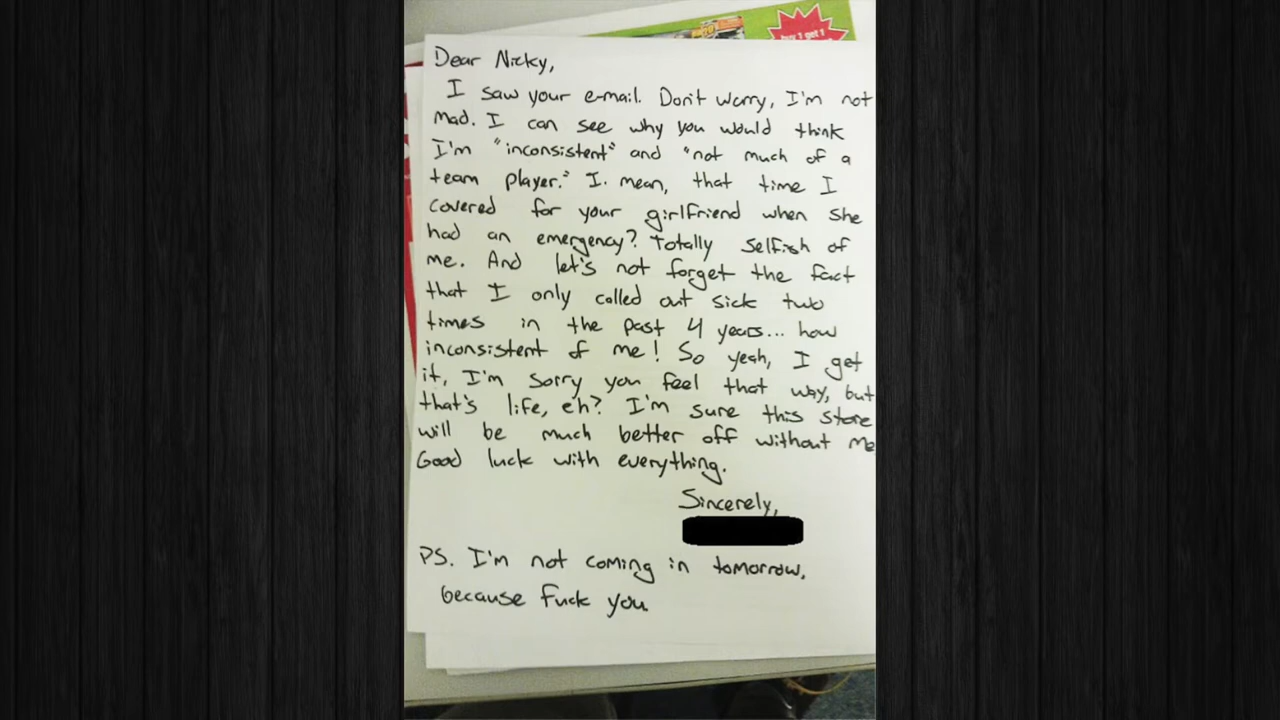 buy 1 get 1
Dear Nicky,
I saw your e-mail. Don't worry, I'm not
mad. I can see why you would think
I'm "inconsistent" and "not much of a
team player." I. mean, that time I
covered for your girlfriend when she
had an emergency? Totally selfish of
me. And let's not forget the fact
that I only called out sick two
times in the past 4 years... how
inconsistent of me! So yeah, I get
it, I'm sorry you feel that way, but
that's life, eh? I'm sure this store
will be much better off without me
Good luck with everything.
Sincerely,
PS. I'm not coming in tomorrow,
because fuck you